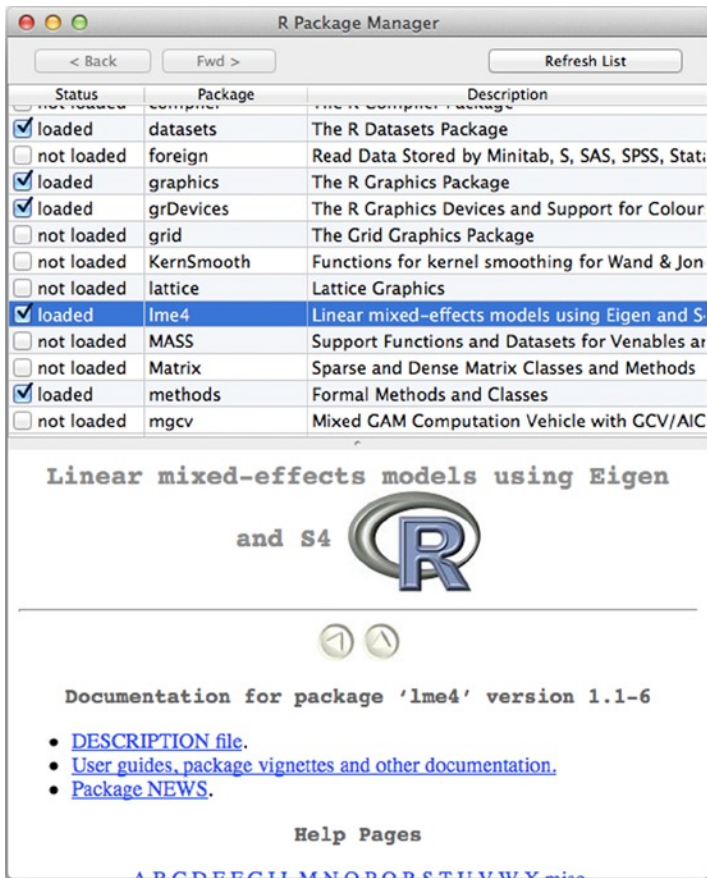 R Package Manager
< Back Fwd > Refresh List
Status Package Description
not loaded compiler The R Compiler Package
loaded datasets The R Datasets Package
not loaded foreign Read Data Stored by Minitab, S, SAS, SPSS, Stata
loaded graphics The R Graphics Package
loaded grDevices The R Graphics Devices and Support for Colour
not loaded grid The Grid Graphics Package
not loaded KernSmooth Functions for kernel smoothing for Wand & Jon
not loaded lattice Lattice Graphics
loaded lme4 Linear mixed-effects models using Eigen and S
not loaded MASS Support Functions and Datasets for Venables ar
not loaded Matrix Sparse and Dense Matrix Classes and Methods
loaded methods Formal Methods and Classes
not loaded mgcv Mixed GAM Computation Vehicle with GCV/AIC
Linear mixed-effects models using Eigen
and S4 R
Documentation for package ‘lme4’ version 1.1-6
• DESCRIPTION file.
• User guides, package vignettes and other documentation.
• Package NEWS.
Help Pages